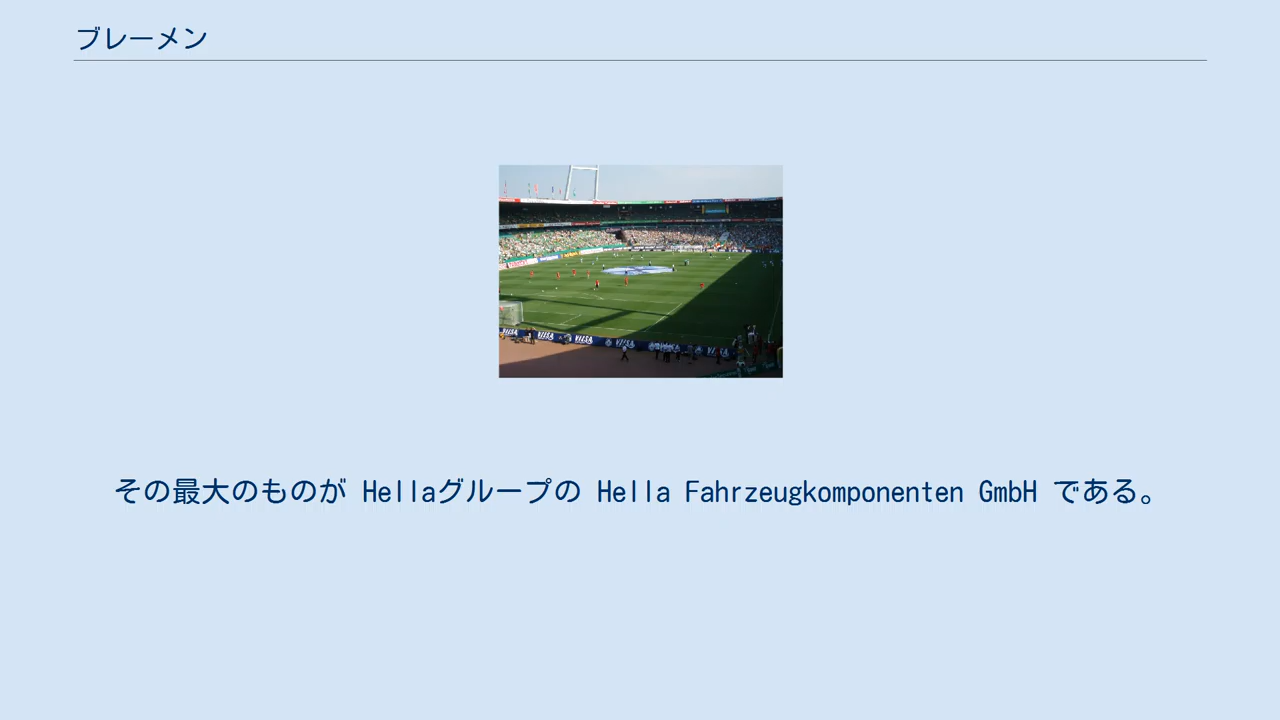 ブレーメン
その最大のものが Hellaグループの Hella Fahrzeugkomponenten GmbH である。